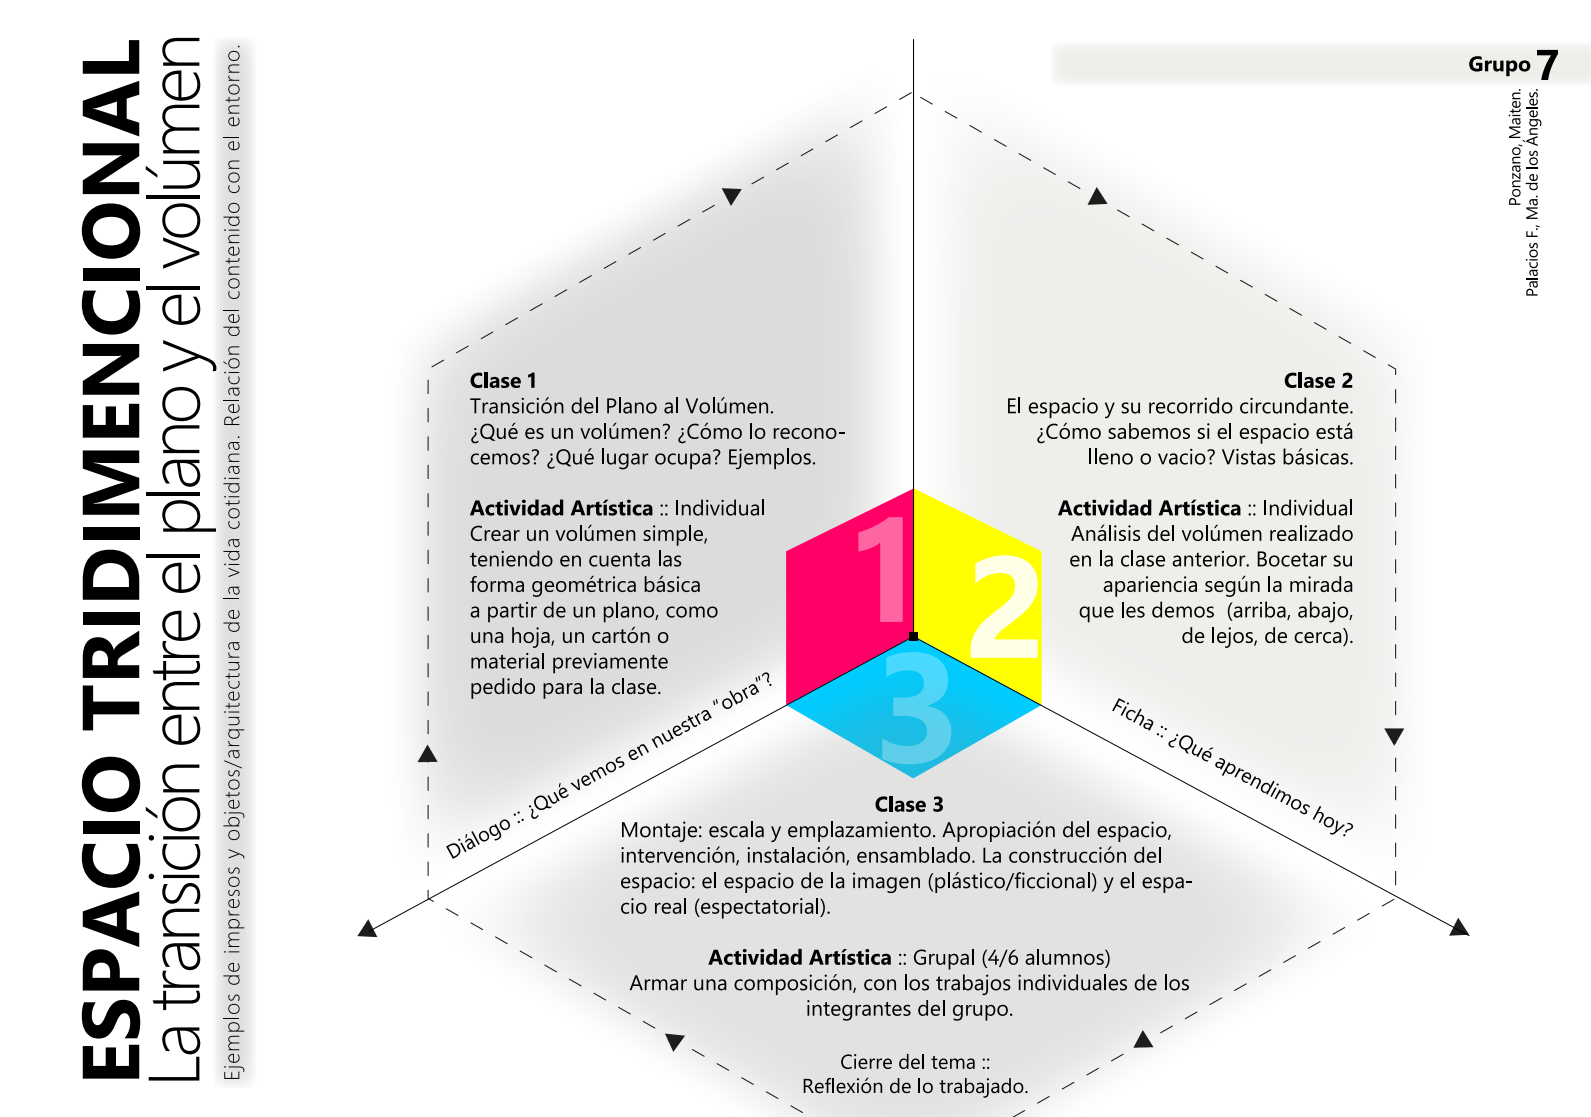 ESPACIO TRIDIMENCIONAL
La transición entre el plano y el volúmen
Ejemplos de impresos y objetos/arquitectura de la vida cotidiana. Relación del contenido con el entorno.
Grupo 7
Ponzano, Maiten.
Palacios F., Ma. de los Ángeles.
Clase 1
Transición del Plano al Volúmen.
¿Qué es un volúmen? ¿Cómo lo recono-
cemos? ¿Qué lugar ocupa? Ejemplos.
Actividad Artística :: Individual
Crear un volúmen simple,
teniendo en cuenta las
forma geométrica básica
a partir de un plano, como
una hoja, un cartón o
material previamente
pedido para la clase.
Diálogo :: ¿Qué vemos en nuestra "obra"?
Clase 2
El espacio y su recorrido circundante.
¿Cómo sabemos si el espacio está
lleno o vacio? Vistas básicas.
Actividad Artística :: Individual
Análisis del volúmen realizado
en la clase anterior. Bocetar su
apariencia según la mirada
que les demos (arriba, abajo,
de lejos, de cerca).
Ficha :: ¿Qué aprendimos hoy?
1
2
3
Clase 3
Montaje: escala y emplazamiento. Apropiación del espacio,
intervención, instalación, ensamblado. La construcción del
espacio: el espacio de la imagen (plástico/ficcional) y el espa-
cio real (espectatorial).
Actividad Artística :: Grupal (4/6 alumnos)
Armar una composición, con los trabajos individuales de los
integrantes del grupo.
Cierre del tema ::
Reflexión de lo trabajado.